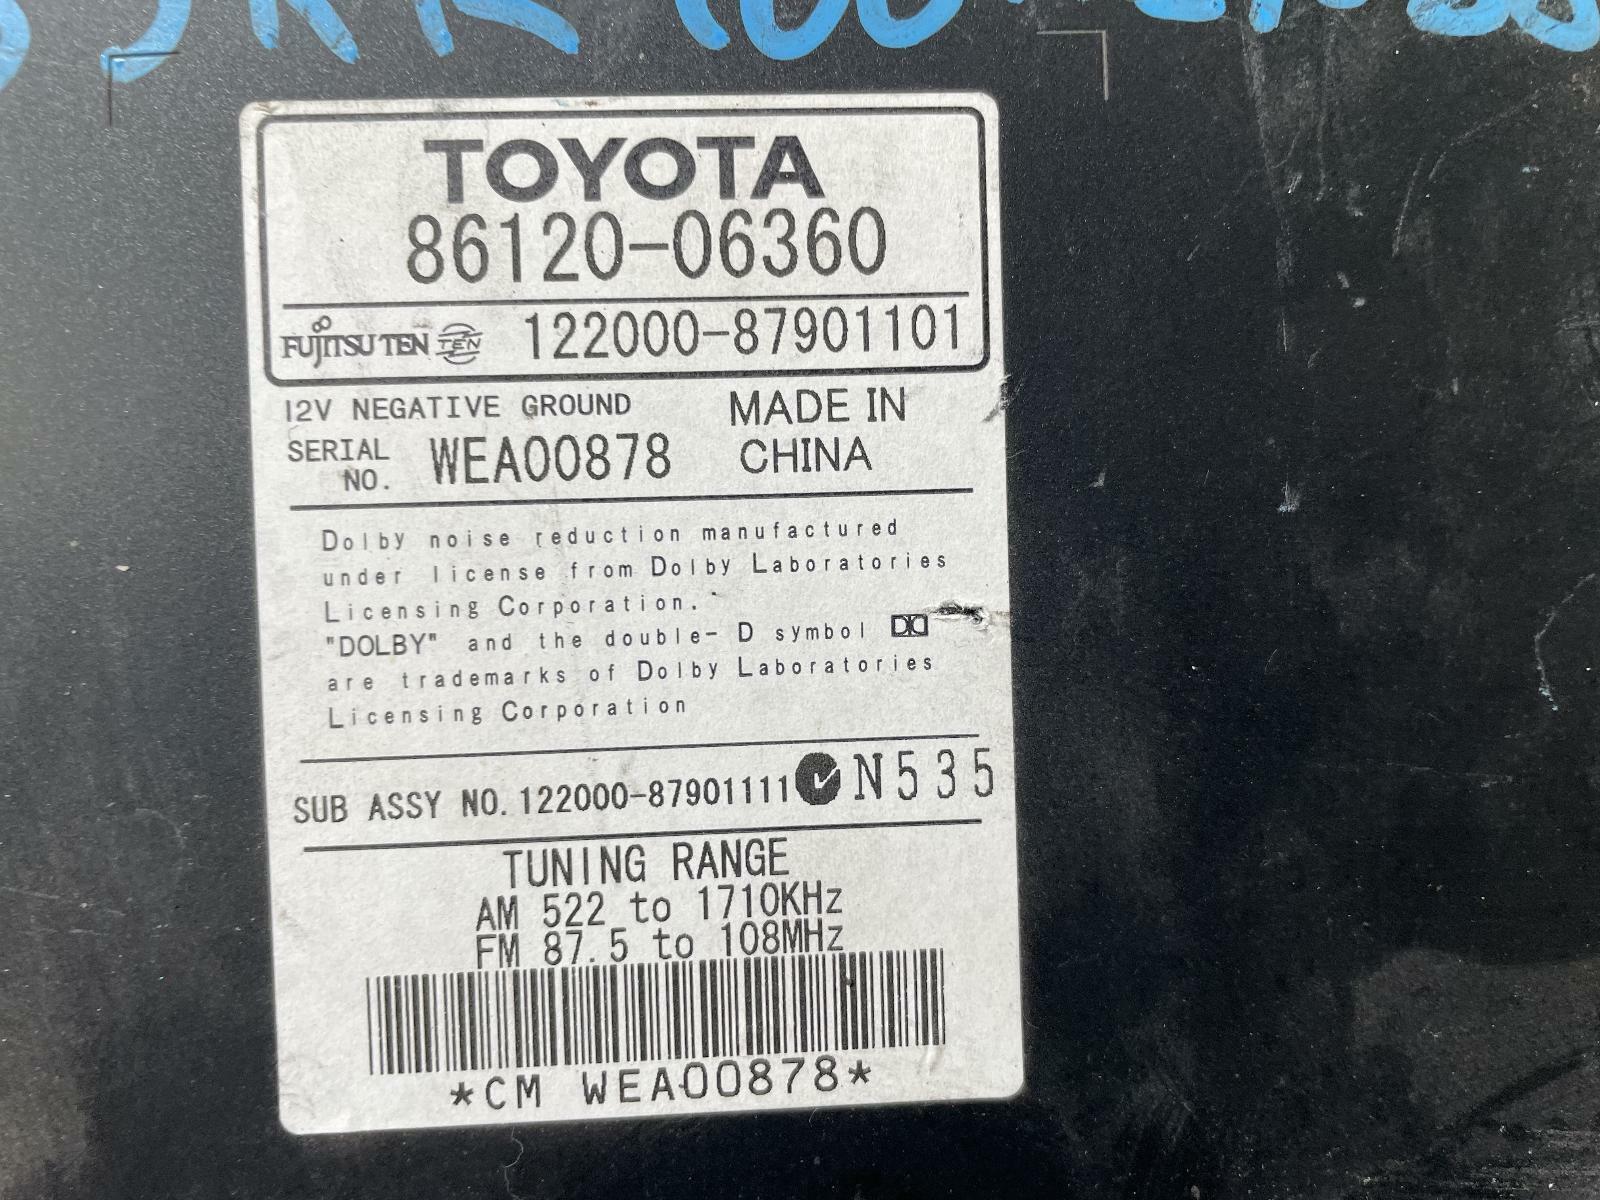 TOYOTA
86120-06360
FUJITSU TEN TEN 122000-87901101
12V NEGATIVE GROUND
MADE IN
CHINA
SERIAL
NO. WEA00878
Dolby noise reduction manufactured
under license from Dolby Laboratories
Licensing Corporation.
"DOLBY" and the double- D symbol
are trademarks of Dolby Laboratories
Licensing Corporation
SUB ASSY NO. 122000-87901111 N535
TUNING RANGE
AM 522 to 1710KHz
FM 87.5 to 108MHz
*CM WEA00878*